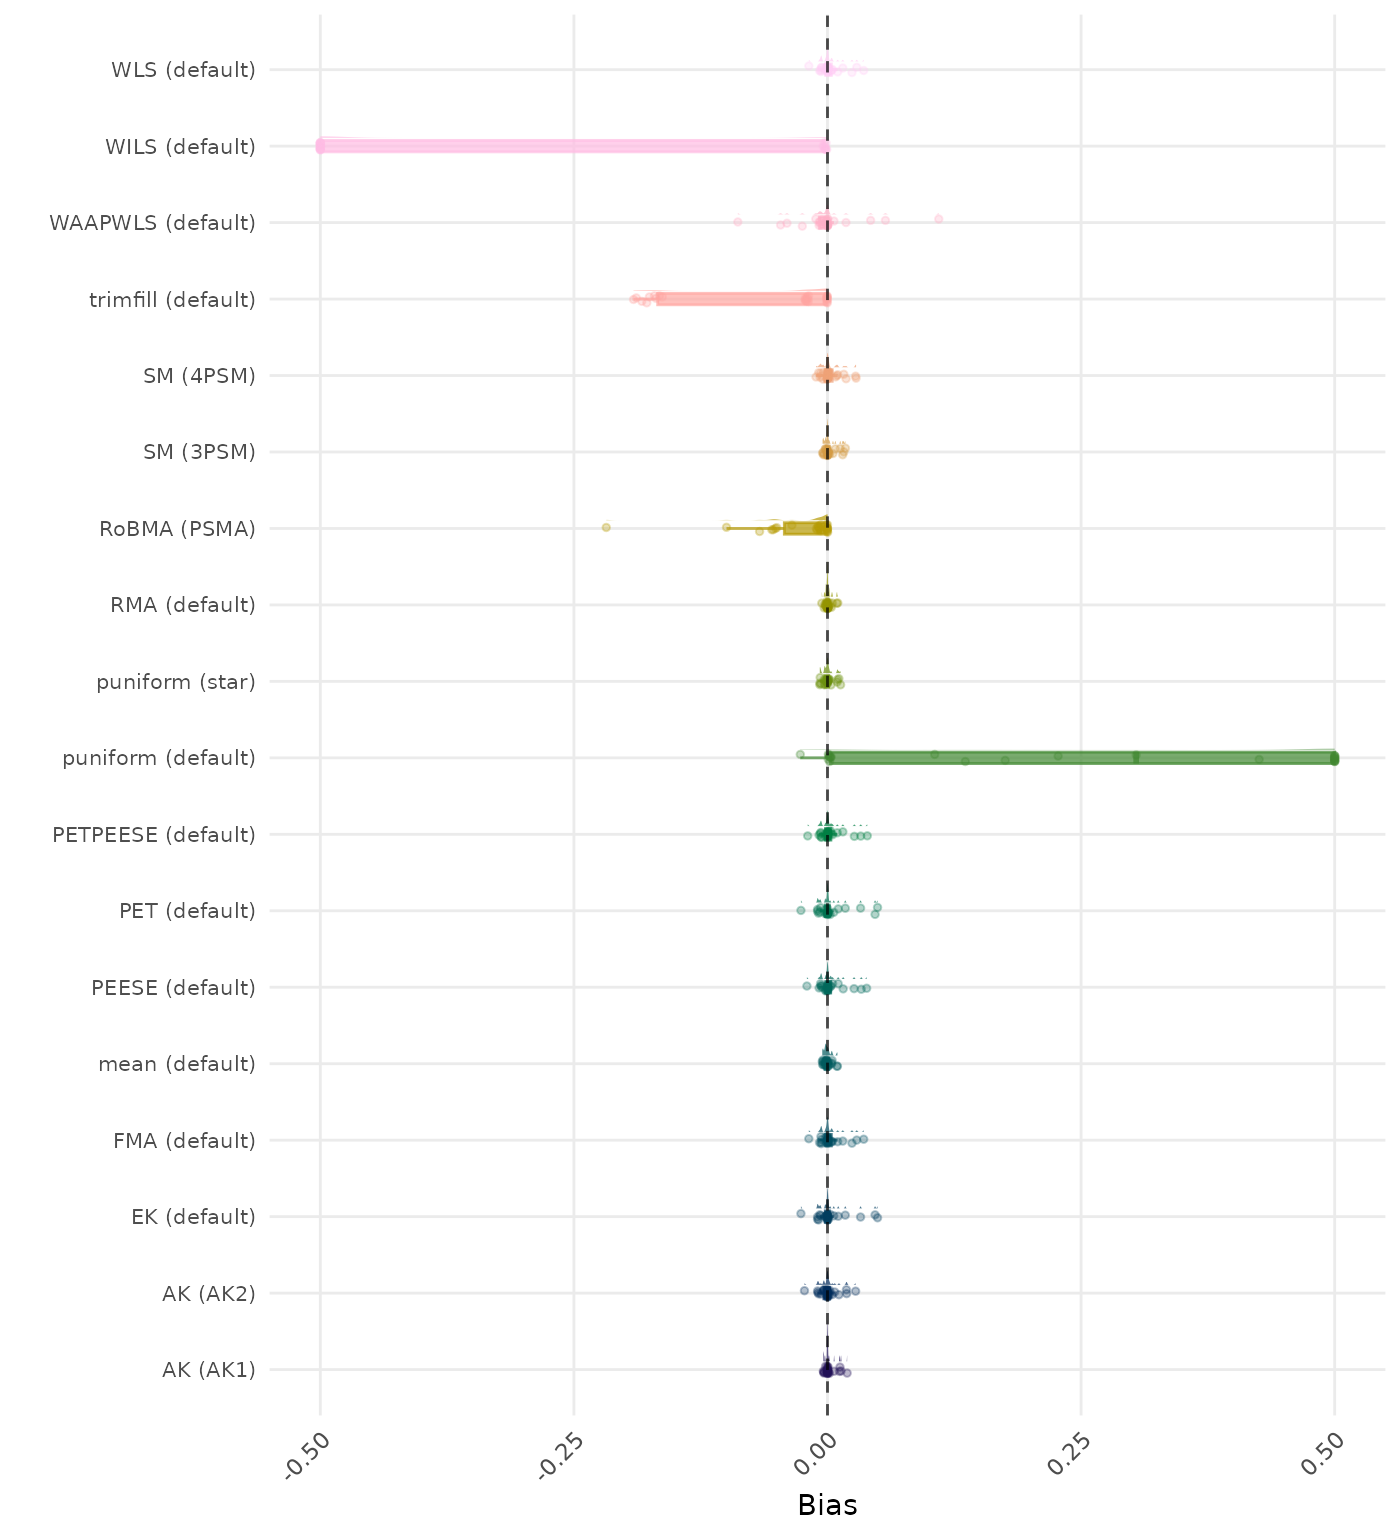 WLS (default)
WILS (default)
WAAPWLS (default)
trimfill (default)
SM (4PSM)
SM (3PSM)
RoBMA (PSMA)
RMA (default)
puniform (star)
puniform (default)
PETPEESE (default)
PET (default)
PEESE (default)
mean (default)
FMA (default)
EK (default)
AK (AK2)
AK (AK1)
-0.50 -0.25 0.00 0.25 0.50
Bias